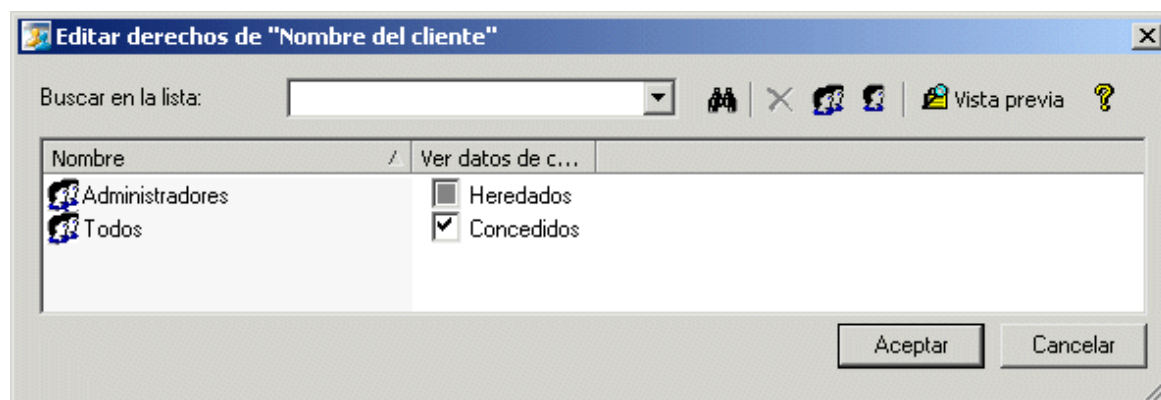 Editar derechos de "Nombre del cliente"
Buscar en la lista:
Vista previa
Nombre Ver datos de c...
Administradores Heredados
Todos Concedidos
Aceptar Cancelar